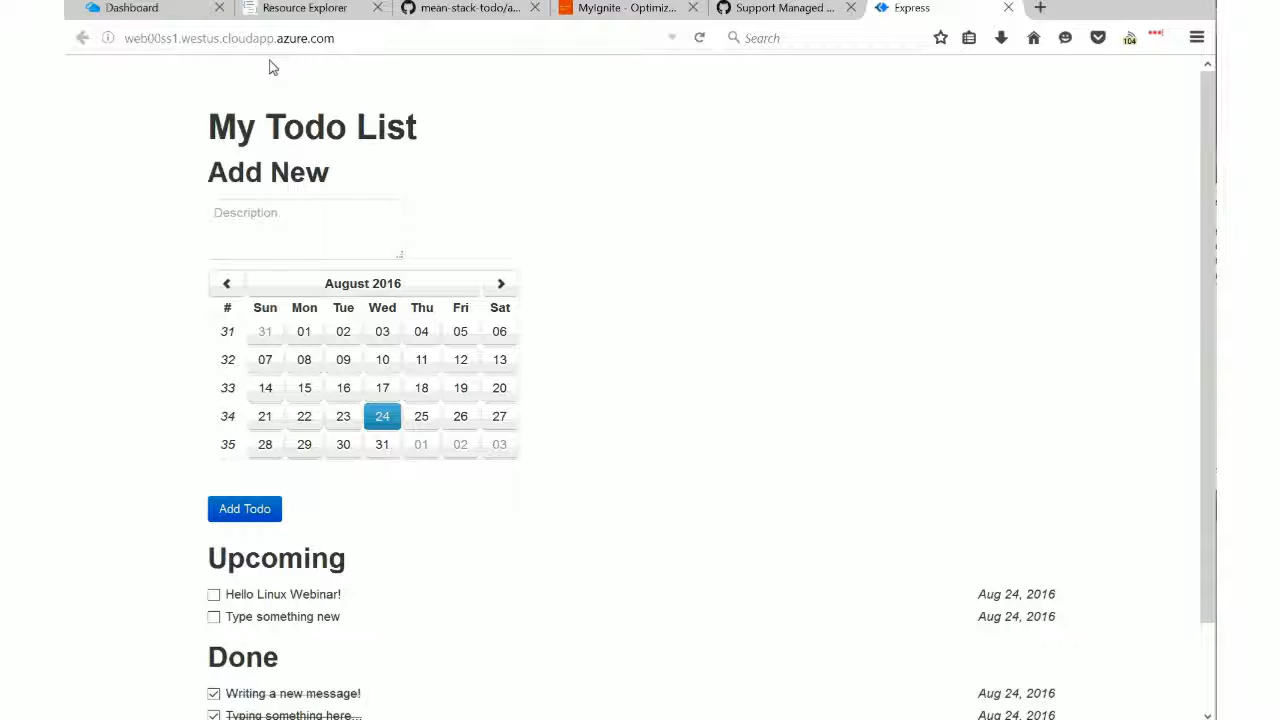 Dashboard Resource Explorer mean-stack-todo/a... MyIgnite - Optimiz... Support Managed ... Express
web00ss1.westus.cloudapp.azure.com Search 104
My Todo List
Add New
Description
August 2016
# Sun Mon Tue Wed Thu Fri Sat
31 31 01 02 03 04 05 06
32 07 08 09 10 11 12 13
33 14 15 16 17 18 19 20
34 21 22 23 24 25 26 27
35 28 29 30 31 01 02 03
Add Todo
Upcoming
Hello Linux Webinar! Aug 24, 2016
Type something new Aug 24, 2016
Done
Writing a new message! Aug 24, 2016
Typing something here... Aug 24, 2016